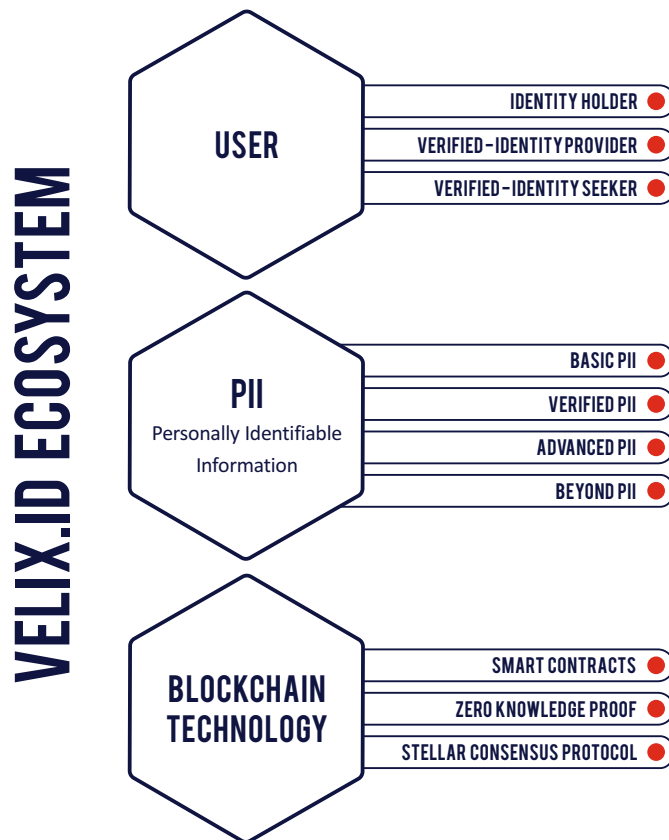 VELIX.ID ECOSYSTEM
USER
IDENTITY HOLDER
VERIFIED-IDENTITY PROVIDER
VERIFIED-IDENTITY SEEKER
PII
Personally Identifiable
Information
BASIC PII
VERIFIED PII
ADVANCED PII
BEYOND PII
BLOCKCHAIN
TECHNOLOGY
SMART CONTRACTS
ZERO KNOWLEDGE PROOF
STELLAR CONSENSUS PROTOCOL